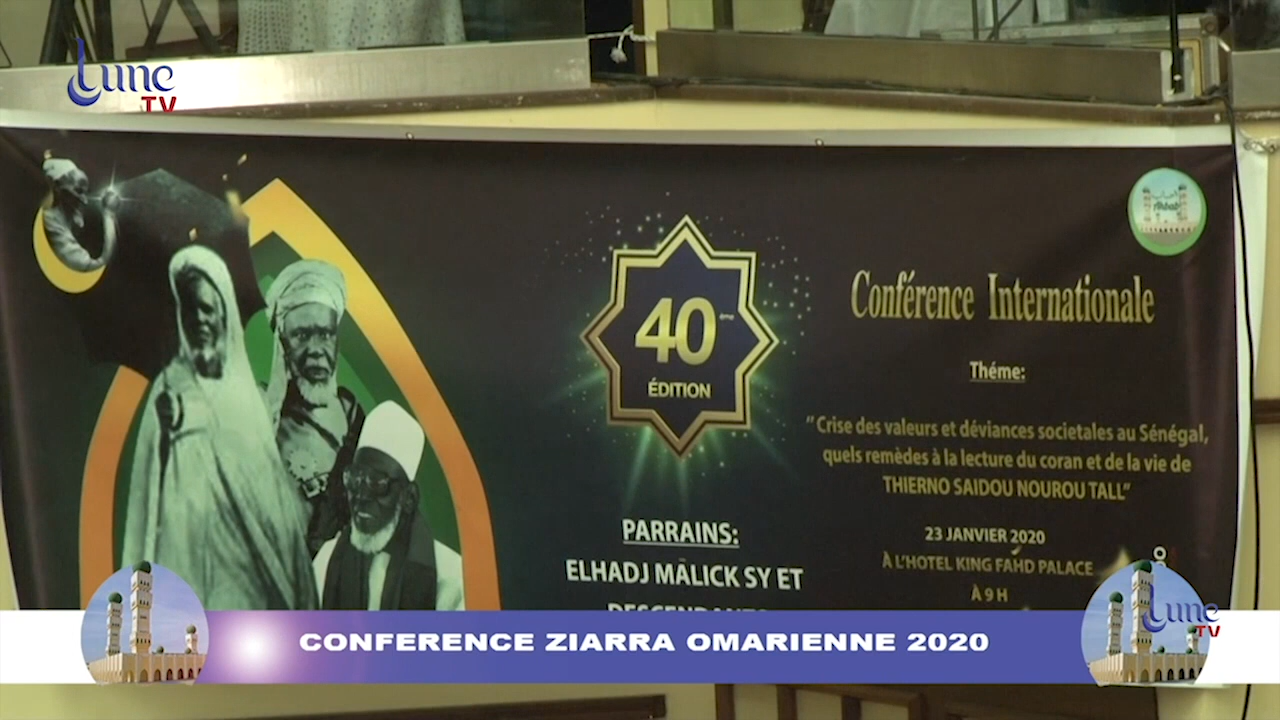 Lune
TV
Conférence Internationale
40ème
ÉDITION
Théme:
"Crise des valeurs et déviances societales au Sénégal,
quels remèdes à la lecture du coran et de la vie de
THIERNO SAIDOU NOUROU TALL"
23 JANVIER 2020
À L'HOTEL KING FAHD PALACE
À 9 H
PARRAINS:
ELHADJ MALICK SY ET
CONFERENCE ZIARRA OMARIENNE 2020
Lune
TV